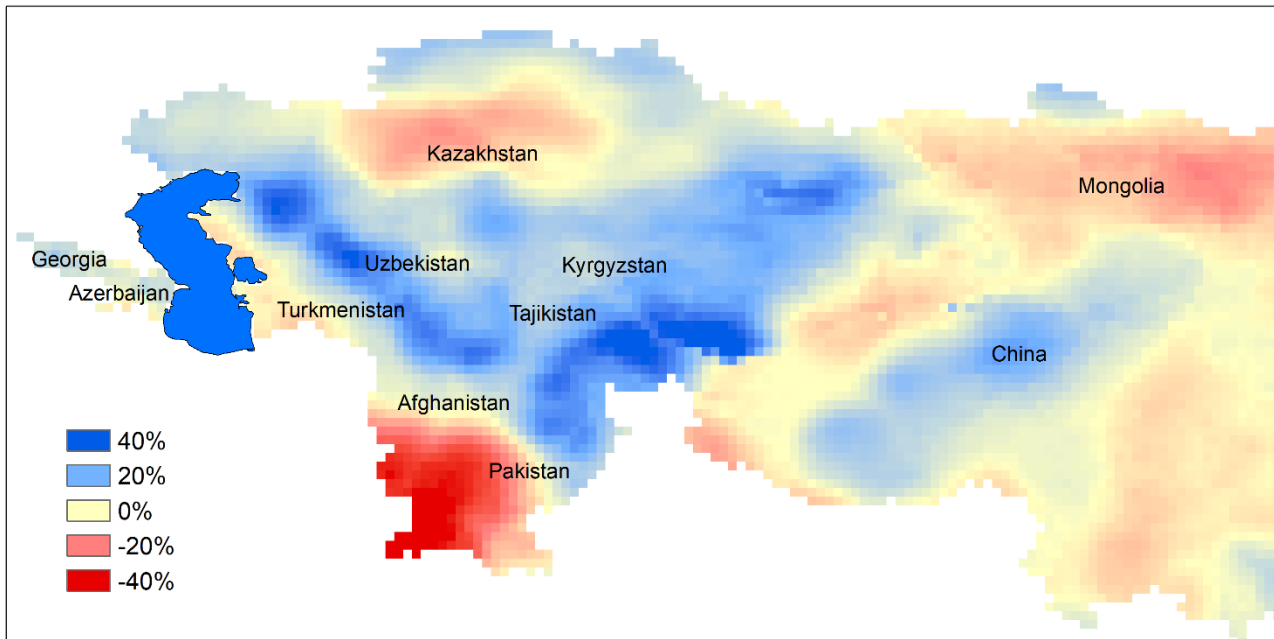 Kazakhstan
Mongolia
Georgia
Uzbekistan
Kyrgyzstan
Azerbaijan
Turkmenistan
Tajikistan
China
Afghanistan
Pakistan
40%
20%
0%
-20%
-40%